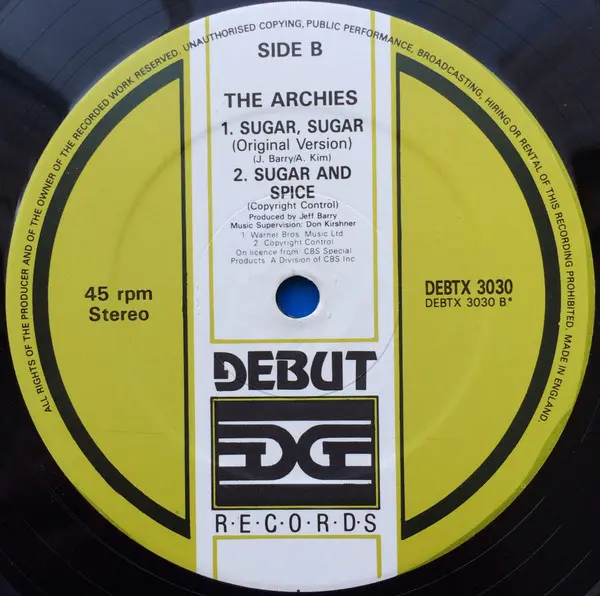 ALL RIGHTS OF THE PRODUCER AND OF THE OWNER OF THE RECORDED WORK RESERVED. UNAUTHORISED COPYING, PUBLIC PERFORMANCE, BROADCASTING, HIRING OR RENTAL OF THIS RECORDING PROHIBITED. MADE IN ENGLAND.
SIDE B
THE ARCHIES
1. SUGAR, SUGAR
(Original Version)
(J. Barry/A. Kim)
2. SUGAR AND
SPICE
(Copyright Control)
Produced by Jeff Barry
Music Supervision: Don Kirshner
1 Warner Bros. Music Ltd
2. Copyright Control
On licence from: CBS Special
Products A Division of CBS Inc
45 rpm
Stereo
DEBTX 3030
DEBTX 3030 B*
DEBUT
EDGE
R·E·C·O·R·D·S